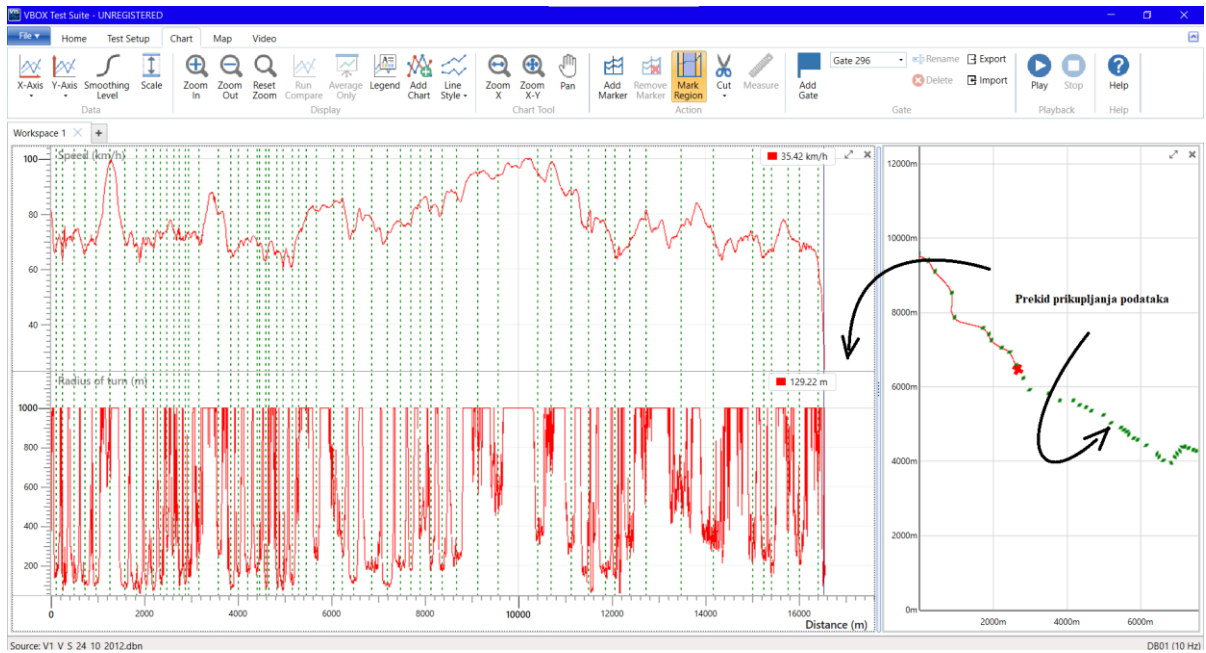 VBOX Test Suite - UNREGISTERED
File Home Test Setup Chart Map Video
X-Axis Y-Axis Smoothing Level Scale Zoom In Zoom Out Reset Zoom Run Compare Average Only Legend Add Chart Line Style Zoom X Zoom X-Y Pan Add Marker Remove Marker Mark Region Cut Measure Add Gate Gate 296 Rename Export Delete Import Play Stop Help
Data Display Chart Tool Action Gate Playback Help
Workspace 1
Speed (km/h)
35.42 km/h
100
80
60
40
Radius of turn (m)
129.22 m
1000
800
600
400
200
0 2000 4000 6000 8000 10000 12000 14000 16000
Distance (m)
12000m
10000m
Prekid prikupljanja podataka
8000m
6000m
4000m
2000m
0m
2000m 4000m 6000m
Source: V1_V_S_24_10_2012.dbn
DB01 (10 Hz)